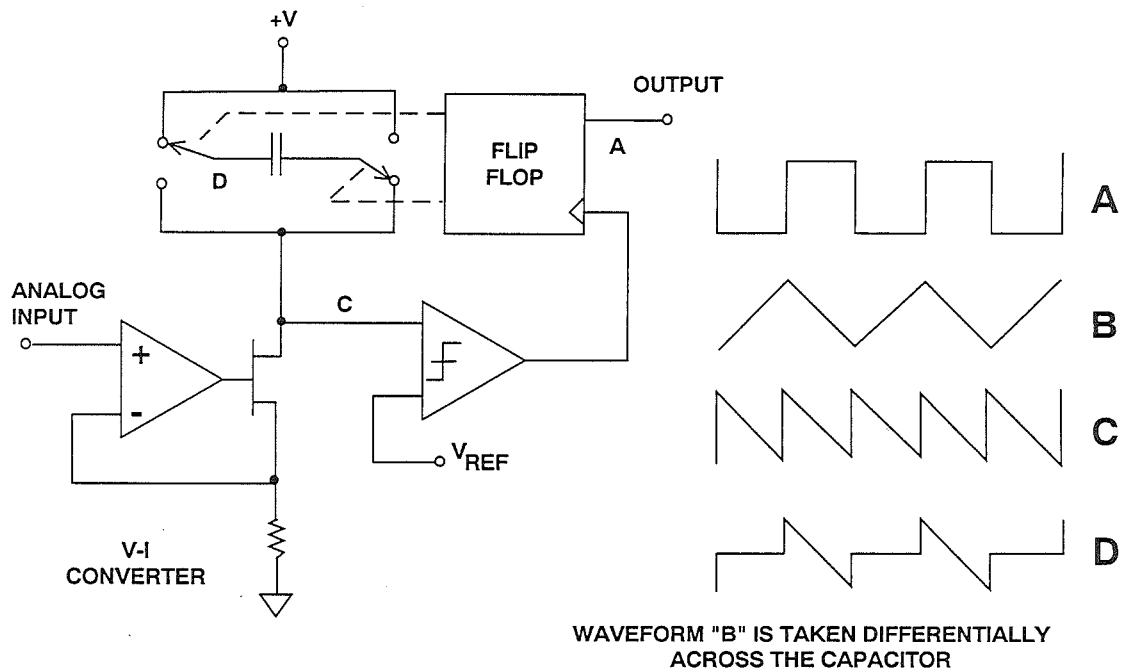 +V
OUTPUT
A
FLIP
FLOP
D
ANALOG
INPUT
C
+
-
VREF
V-I
CONVERTER
A
B
C
D
WAVEFORM "B" IS TAKEN DIFFERENTIALLY
ACROSS THE CAPACITOR